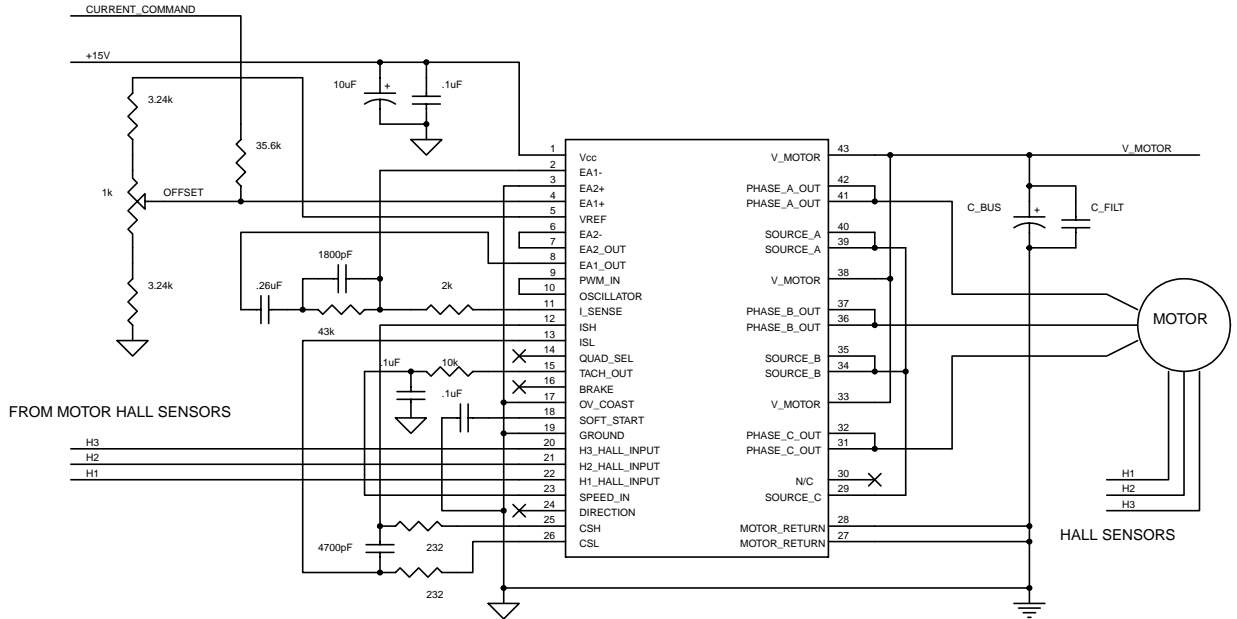 CURRENT_COMMAND
+15V
3.24k
10uF
+
.1uF
35.6k
1k
OFFSET
3.24k
1800pF
.26uF
43k
2k
.1uF
10k
.1uF
FROM MOTOR HALL SENSORS
H3
H2
H1
4700pF
232
232
1 Vcc
2 EA1-
3 EA2+
4 EA1+
5 VREF
6 EA2-
7 EA2_OUT
8 EA1_OUT
9 PWM_IN
10 OSCILLATOR
11 I_SENSE
12 ISH
13 ISL
14 QUAD_SEL
15 TACH_OUT
16 BRAKE
17 OV_COAST
18 SOFT_START
19 GROUND
20 H3_HALL_INPUT
21 H2_HALL_INPUT
22 H1_HALL_INPUT
23 SPEED_IN
24 DIRECTION
25 CSH
26 CSL
V_MOTOR 43
PHASE_A_OUT 42
PHASE_A_OUT 41
SOURCE_A 40
SOURCE_A 39
V_MOTOR 38
PHASE_B_OUT 37
PHASE_B_OUT 36
SOURCE_B 35
SOURCE_B 34
V_MOTOR 33
PHASE_C_OUT 32
PHASE_C_OUT 31
N/C 30
SOURCE_C 29
MOTOR_RETURN 28
MOTOR_RETURN 27
V_MOTOR
C_BUS
+
C_FILT
MOTOR
H1
H2
H3
HALL SENSORS